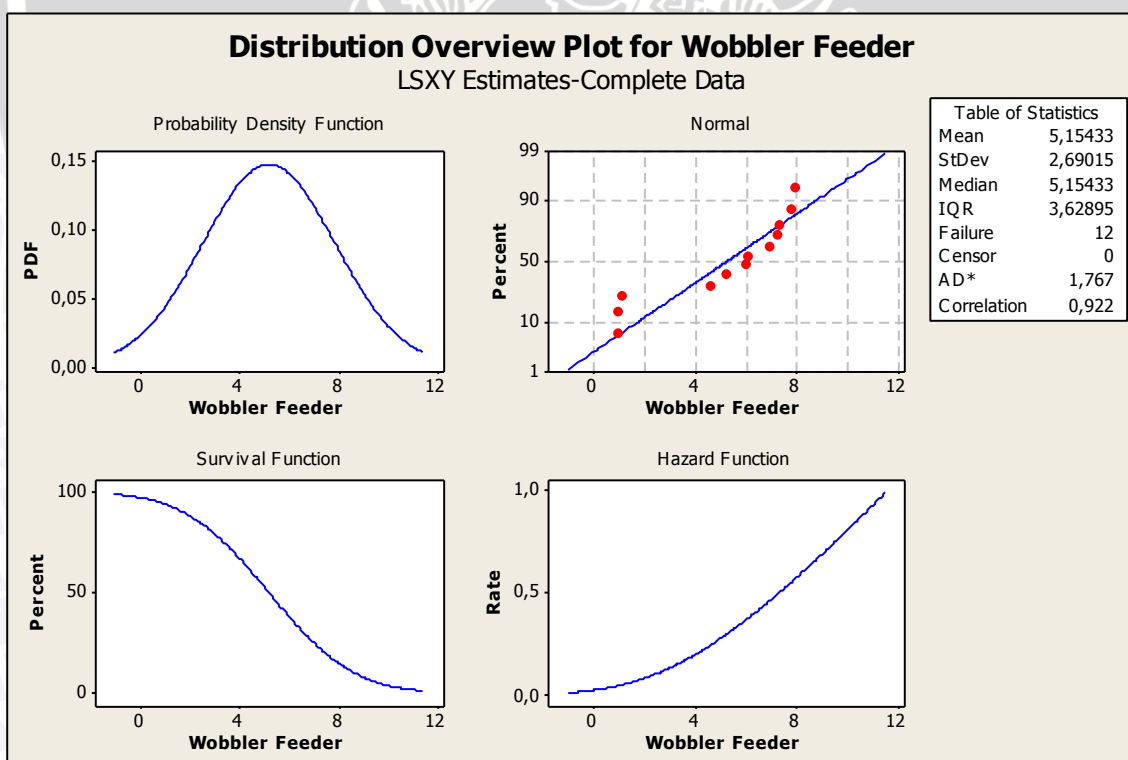 Distribution Overview Plot for Wobbler Feeder
LSXY Estimates-Complete Data
Probability Density Function
0,15
0,10
0,05
0,00
PDF
0 4 8 12
Wobbler Feeder
Normal
99
90
50
10
1
Percent
0 4 8 12
Wobbler Feeder
Table of Statistics
Mean 5,15433
StDev 2,69015
Median 5,15433
IQR 3,62895
Failure 12
Censor 0
AD* 1,767
Correlation 0,922
Survival Function
100
50
0
Percent
0 4 8 12
Wobbler Feeder
Hazard Function
1,0
0,5
0,0
Rate
0 4 8 12
Wobbler Feeder